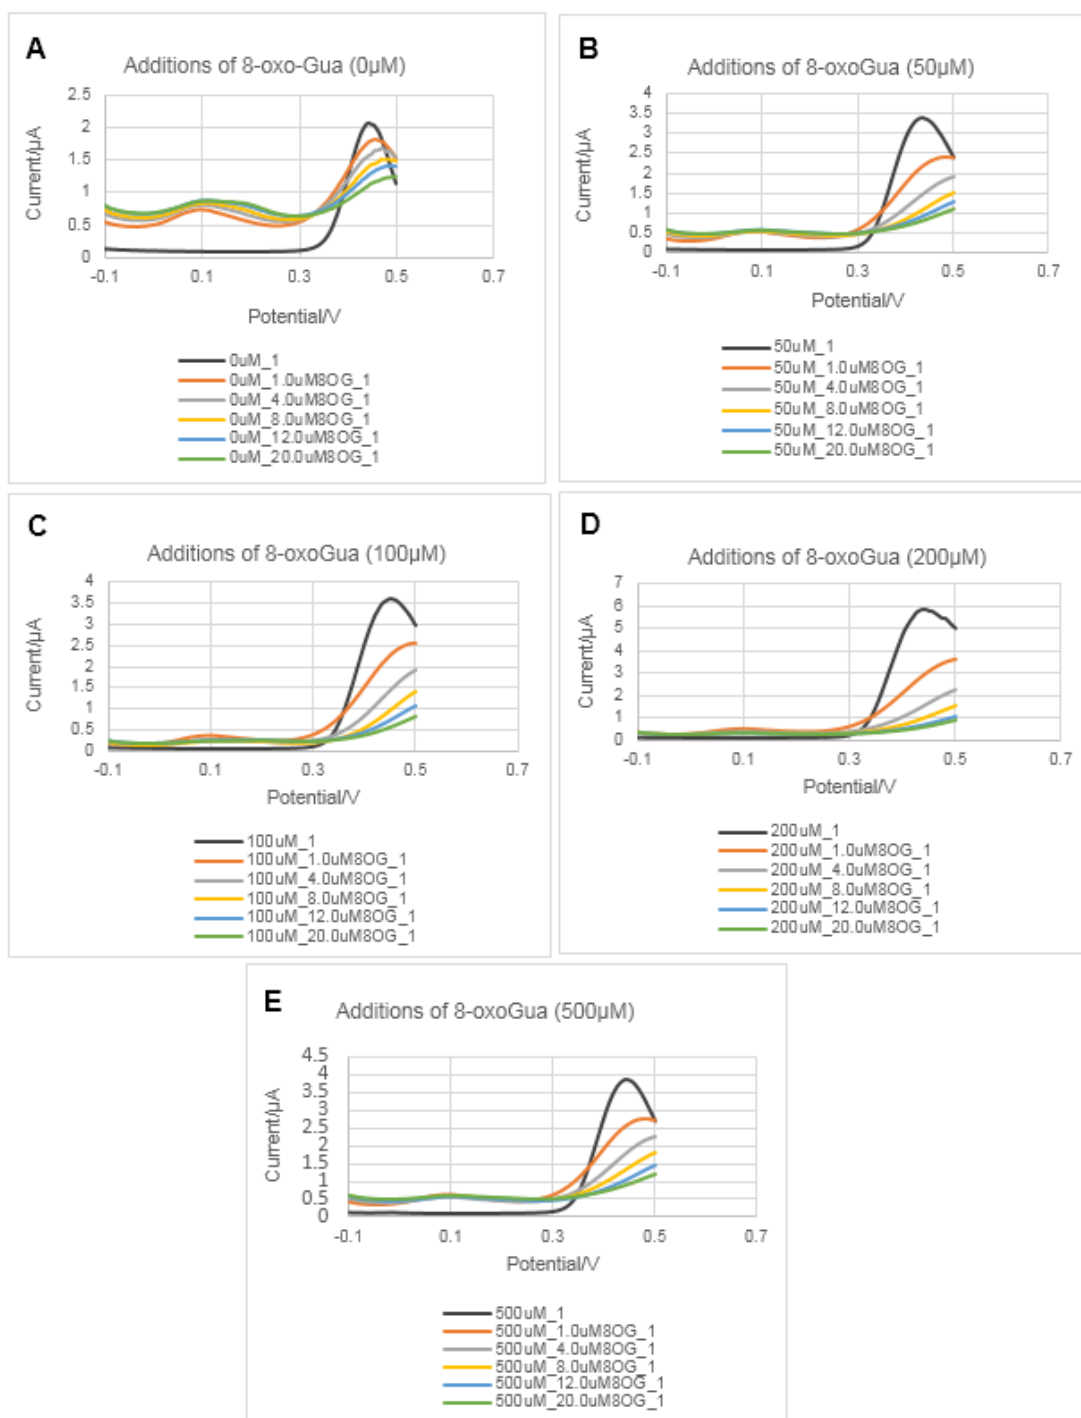 A
Additions of 8-oxo-Gua (0µM)
Current/µA
2.5
2
1.5
1
0.5
0
-0.1 0.1 0.3 0.5 0.7
Potential/V
0uM_1
0uM_1.0uM8OG_1
0uM_4.0uM8OG_1
0uM_8.0uM8OG_1
0uM_12.0uM8OG_1
0uM_20.0uM8OG_1
B
Additions of 8-oxoGua (50µM)
Current/µA
4
3.5
3
2.5
2
1.5
1
0.5
0
-0.1 0.1 0.3 0.5 0.7
Potential/V
50uM_1
50uM_1.0uM8OG_1
50uM_4.0uM8OG_1
50uM_8.0uM8OG_1
50uM_12.0uM8OG_1
50uM_20.0uM8OG_1
C
Additions of 8-oxoGua (100µM)
Current/µA
4
3.5
3
2.5
2
1.5
1
0.5
0
-0.1 0.1 0.3 0.5 0.7
Potential/V
100uM_1
100uM_1.0uM8OG_1
100uM_4.0uM8OG_1
100uM_8.0uM8OG_1
100uM_12.0uM8OG_1
100uM_20.0uM8OG_1
D
Additions of 8-oxoGua (200µM)
Current/µA
7
6
5
4
3
2
1
0
-0.1 0.1 0.3 0.5 0.7
Potential/V
200uM_1
200uM_1.0uM8OG_1
200uM_4.0uM8OG_1
200uM_8.0uM8OG_1
200uM_12.0uM8OG_1
200uM_20.0uM8OG_1
E
Additions of 8-oxoGua (500µM)
Current/µA
4.5
4
3.5
3
2.5
2
1.5
1
0.5
0
-0.1 0.1 0.3 0.5 0.7
Potential/V
500uM_1
500uM_1.0uM8OG_1
500uM_4.0uM8OG_1
500uM_8.0uM8OG_1
500uM_12.0uM8OG_1
500uM_20.0uM8OG_1